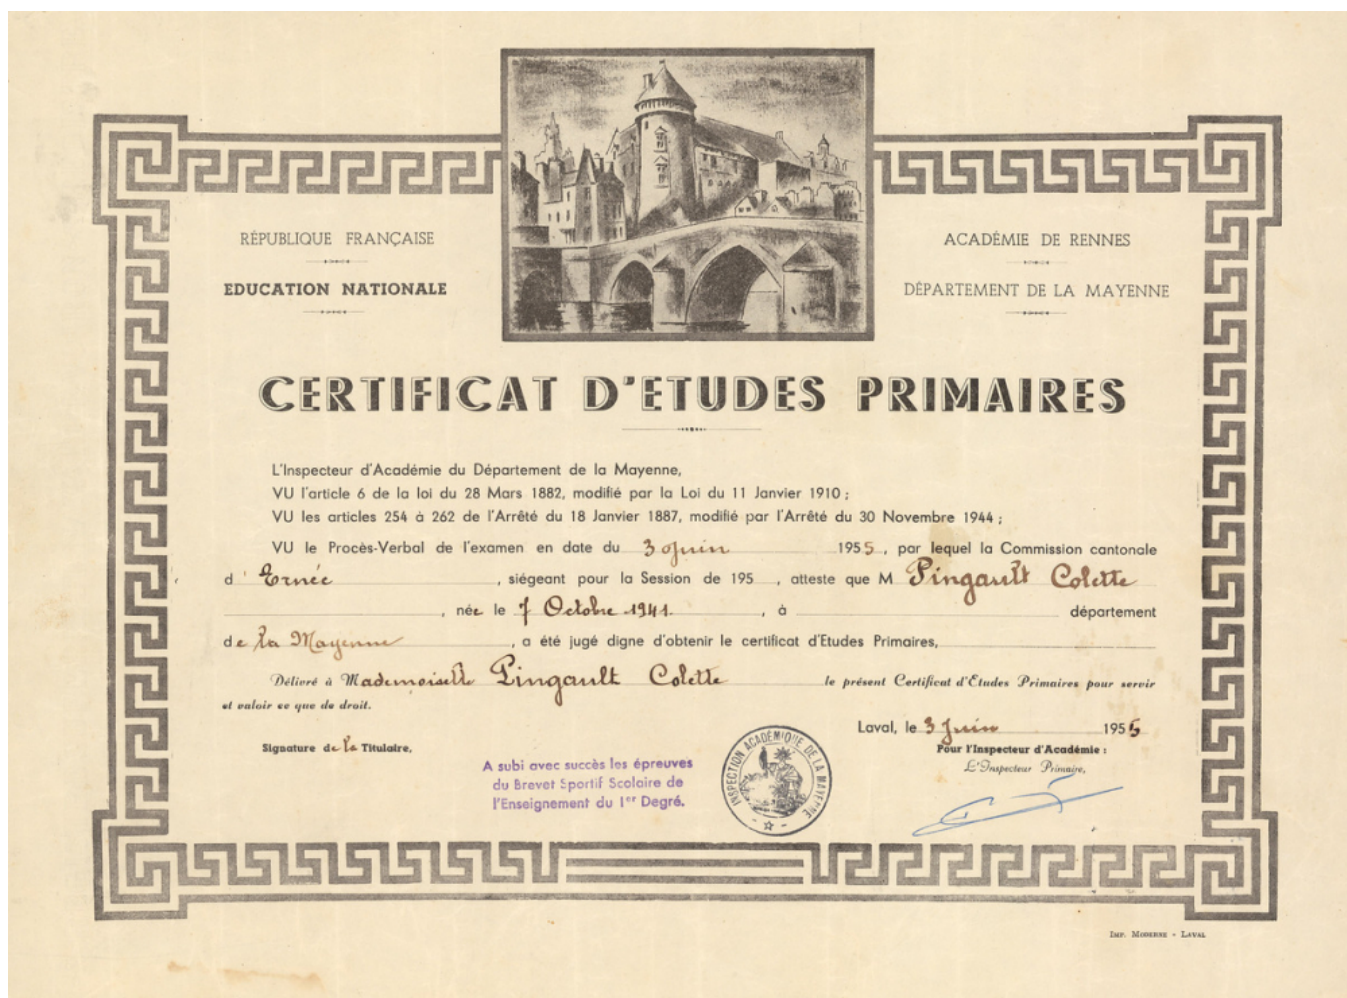 RÉPUBLIQUE FRANÇAISE
EDUCATION NATIONALE
ACADÉMIE DE RENNES
DÉPARTEMENT DE LA MAYENNE
CERTIFICAT D'ETUDES PRIMAIRES
L'Inspecteur d'Académie du Département de la Mayenne,
VU l'article 6 de la loi du 28 Mars 1882, modifié par la Loi du 11 Janvier 1910 ;
VU les articles 254 à 262 de l'Arrêté du 18 Janvier 1887, modifié par l'Arrêté du 30 Novembre 1944 ;
VU le Procès-Verbal de l'examen en date du 3 Juin 1955, par lequel la Commission cantonale
d' Ernée, siégeant pour la Session de 195 , atteste que M Pingault Colette
, née le 7 Octobre 1941. , à département
de la Mayenne, a été jugé digne d'obtenir le certificat d'Etudes Primaires,
Délivré à Mademoiselle Pingault Colette le présent Certificat d'Etudes Primaires pour servir
et valoir ce que de droit.
Laval, le 3 Juin 1955
Signature de la Titulaire,
Pour l'Inspecteur d'Académie :
L'Inspecteur Primaire,
A subi avec succès les épreuves
du Brevet Sportif Scolaire de
l'Enseignement du 1er Degré.
INSPECTION ACADÉMIQUE DE LA MAYENNE
IMP. MODERNE - LAVAL